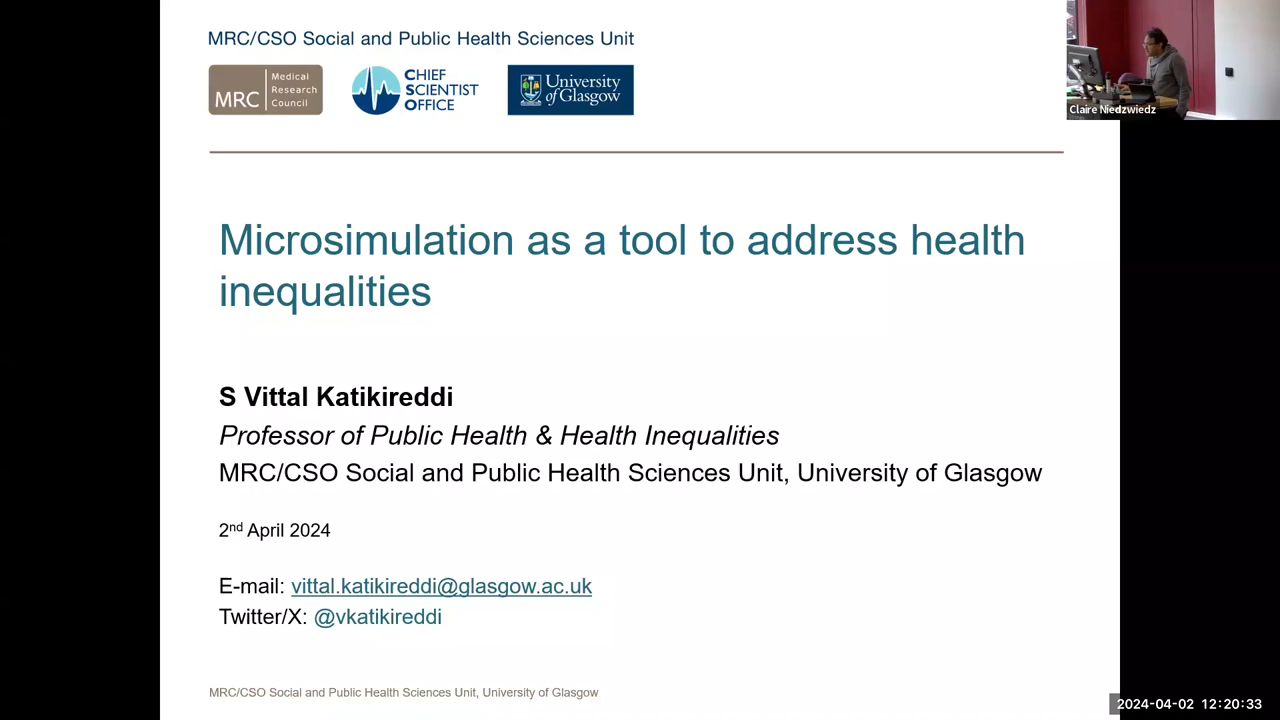 MRC/CSO Social and Public Health Sciences Unit
MRC
Medical
Research
Council
CHIEF
SCIENTIST
OFFICE
University
of Glasgow
Claire Niedzwiedz
Microsimulation as a tool to address health
inequalities
S Vittal Katikireddi
Professor of Public Health & Health Inequalities
MRC/CSO Social and Public Health Sciences Unit, University of Glasgow
2nd April 2024
E-mail: vittal.katikireddi@glasgow.ac.uk
Twitter/X: @vkatikireddi
MRC/CSO Social and Public Health Sciences Unit, University of Glasgow
2024-04-02 12:20:33